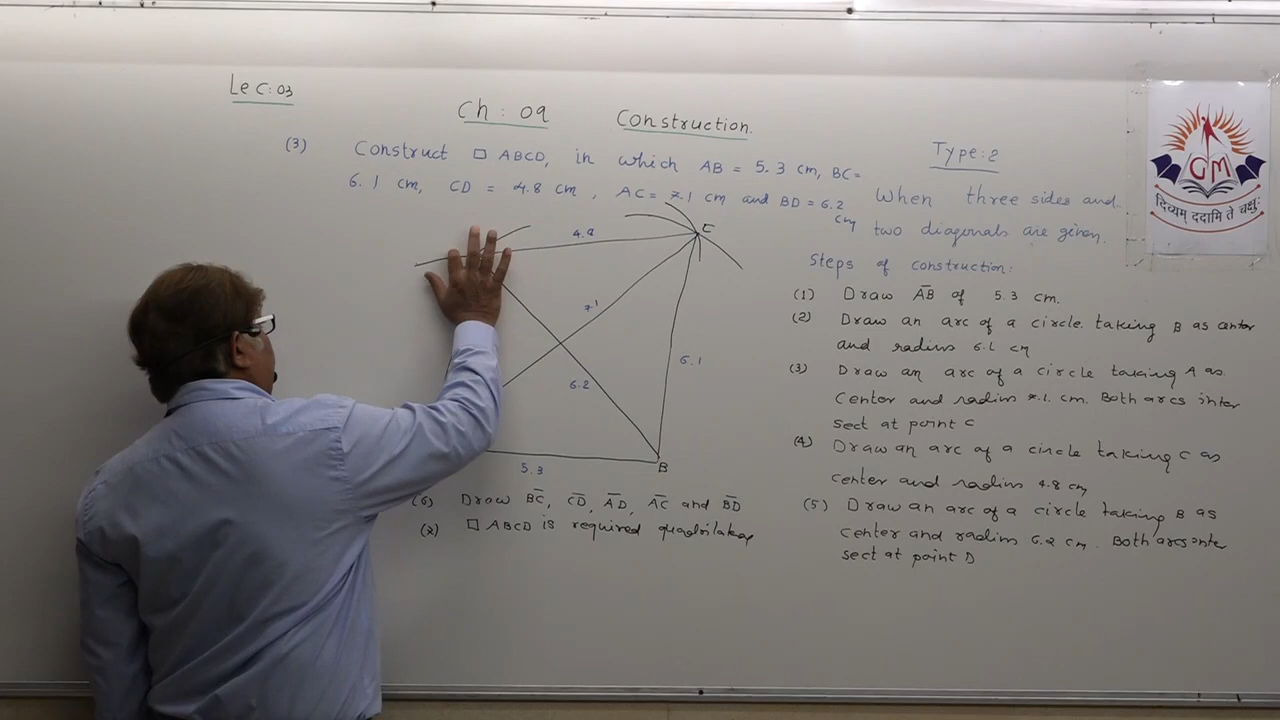 Lec: 03
Ch: 09 Construction.
(3) Construct □ ABCD, in which AB = 5.3 cm, BC =
6.1 cm, CD = 4.8 cm, AC = 7.1 cm and BD = 6.2
cm
Type: 2
When three sides and
two diagonals are given.
Steps of construction:
(1) Draw AB of 5.3 cm.
(2) Draw an arc of a circle taking B as center
and radius 6.1 cm
(3) Draw an arc of a circle taking A as
center and radius 7.1 cm. Both arcs inter
sect at point C
(4) Draw an arc of a circle taking C as
center and radius 4.8 cm
(5) Draw an arc of a circle taking B as
center and radius 6.2 cm. Both arcs inter
sect at point D
C
4.8
7.1
6.1
6.2
5.3
B
(6) Draw BC, CD, AD, AC and BD
(7) □ ABCD is required quadrilateral
GM
दिव्यम् ददामि ते चक्षुः